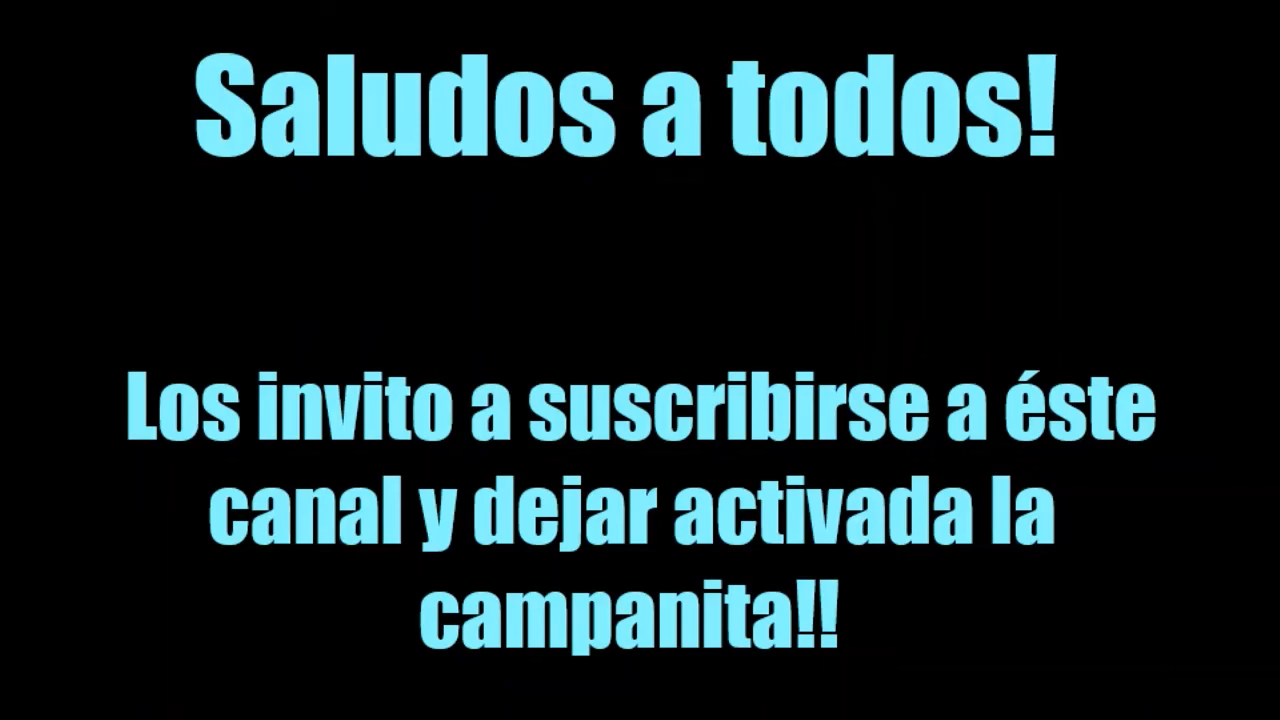 Saludos a todos!
Los invito a suscribirse a éste
canal y dejar activada la
campanita!!